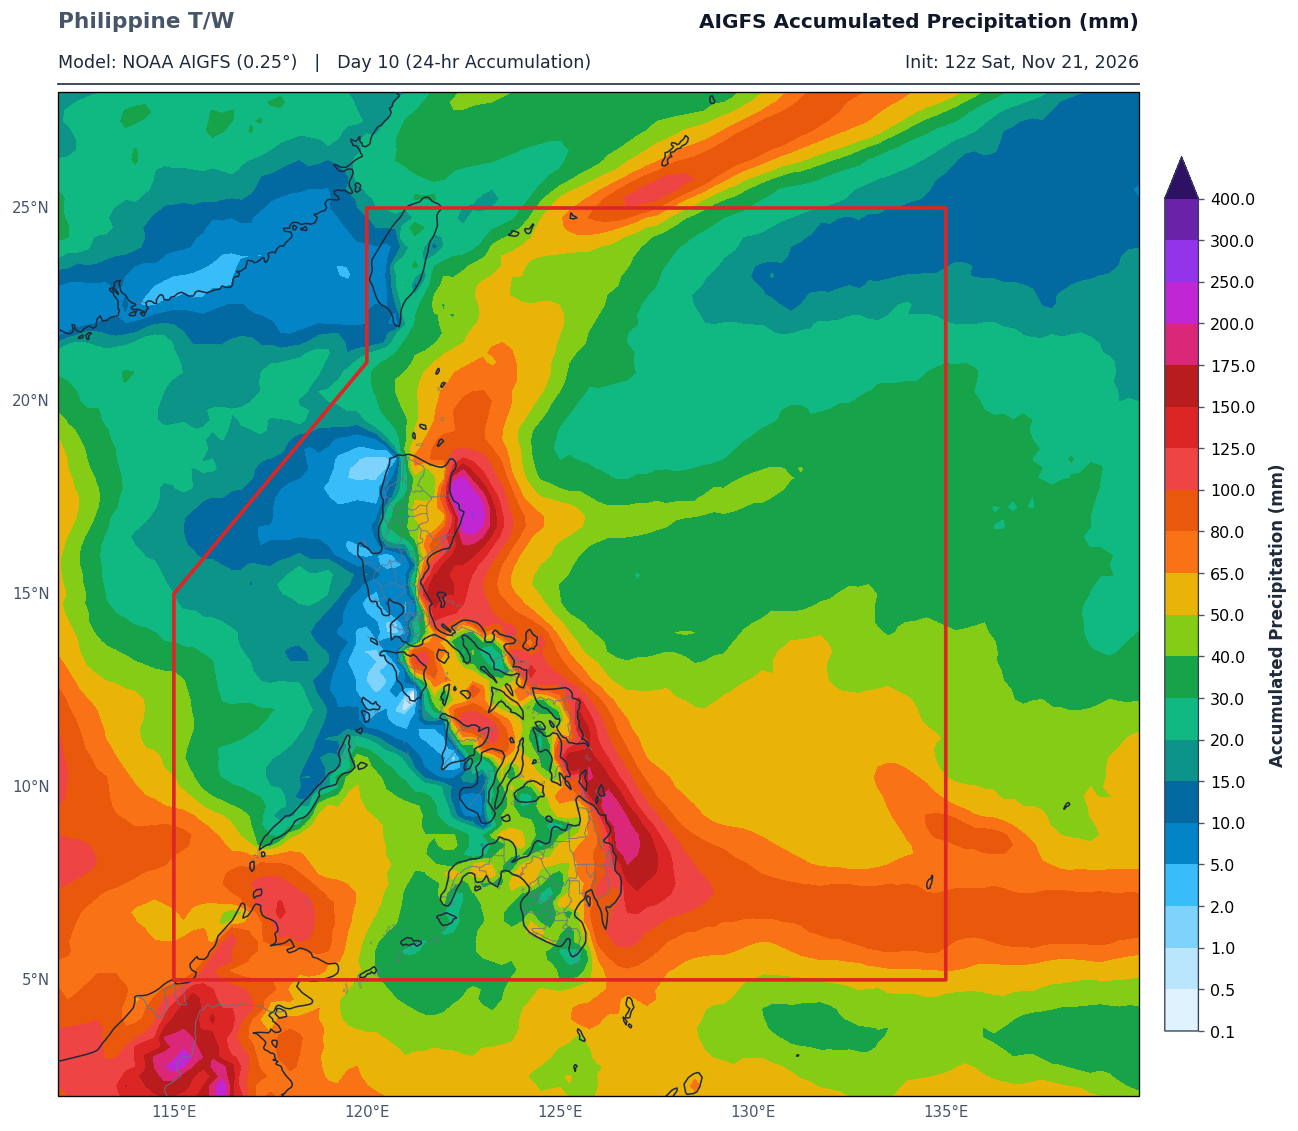 Philippine T/W
AIGFS Accumulated Precipitation (mm)
Model: NOAA AIGFS (0.25°)   |   Day 10 (24-hr Accumulation)
Init: 12z Sat, Nov 21, 2026
25°N
20°N
15°N
10°N
5°N
115°E
120°E
125°E
130°E
135°E
400.0
300.0
250.0
200.0
175.0
150.0
125.0
100.0
80.0
65.0
50.0
40.0
30.0
20.0
15.0
10.0
5.0
2.0
1.0
0.5
0.1
Accumulated Precipitation (mm)